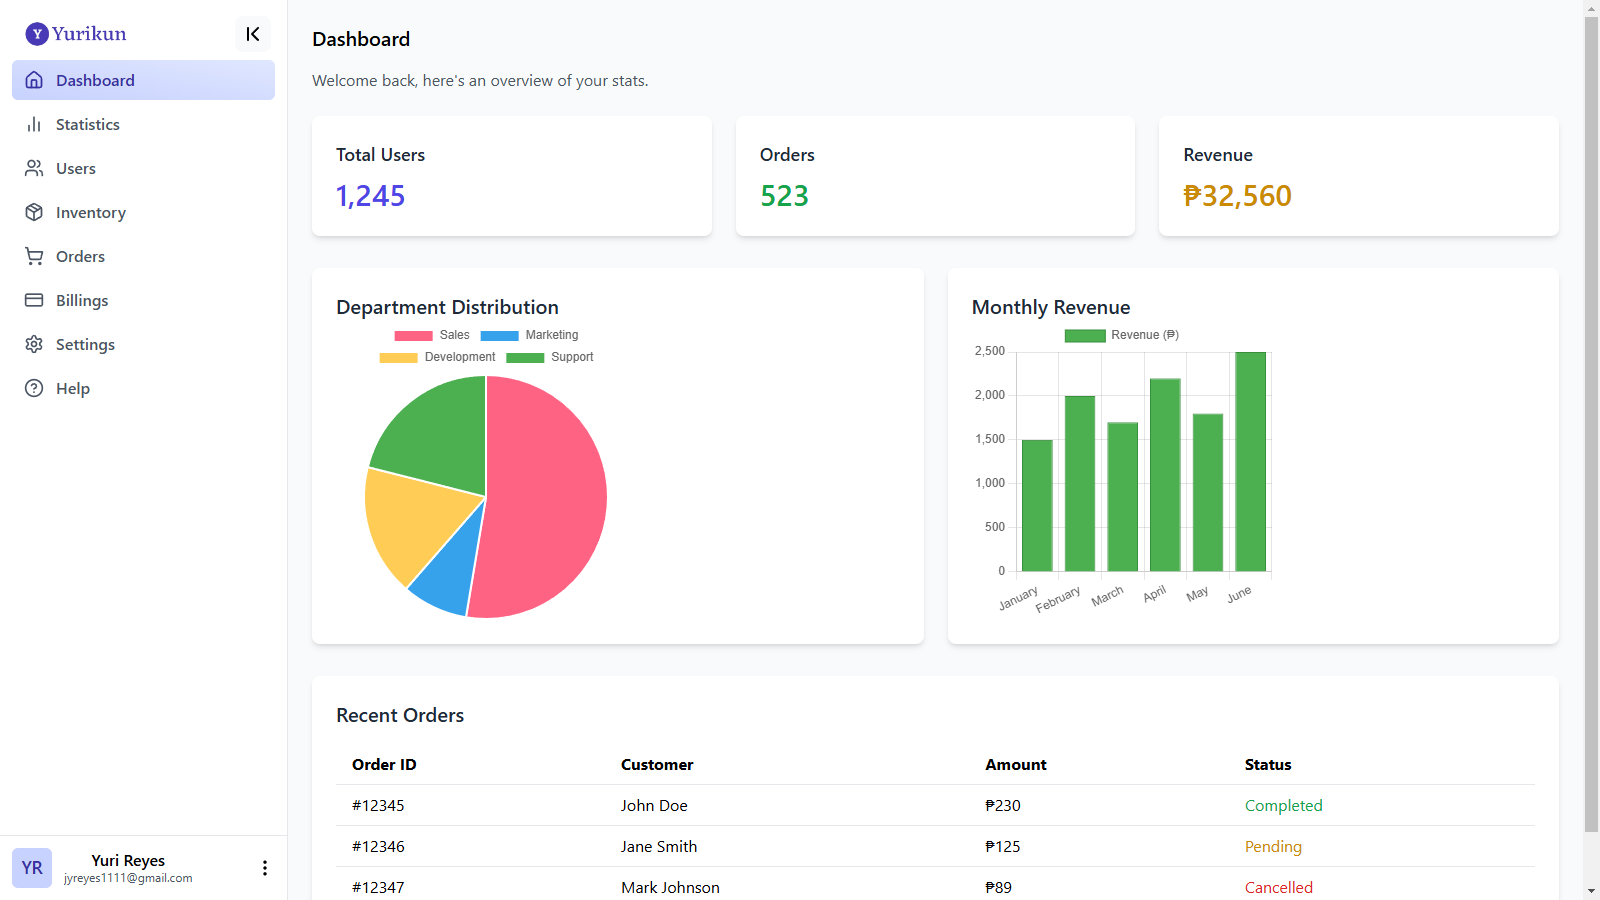 Y Yurikun
Dashboard
Statistics
Users
Inventory
Orders
Billings
Settings
Help
YR
Yuri Reyes
jyreyes1111@gmail.com
Dashboard
Welcome back, here's an overview of your stats.
Total Users
1,245
Orders
523
Revenue
₱32,560
Department Distribution
Sales Marketing
Development Support
Monthly Revenue
Revenue (₱)
2,500
2,000
1,500
1,000
500
0
January February March April May June
Recent Orders
Order ID Customer Amount Status
#12345 John Doe ₱230 Completed
#12346 Jane Smith ₱125 Pending
#12347 Mark Johnson ₱89 Cancelled